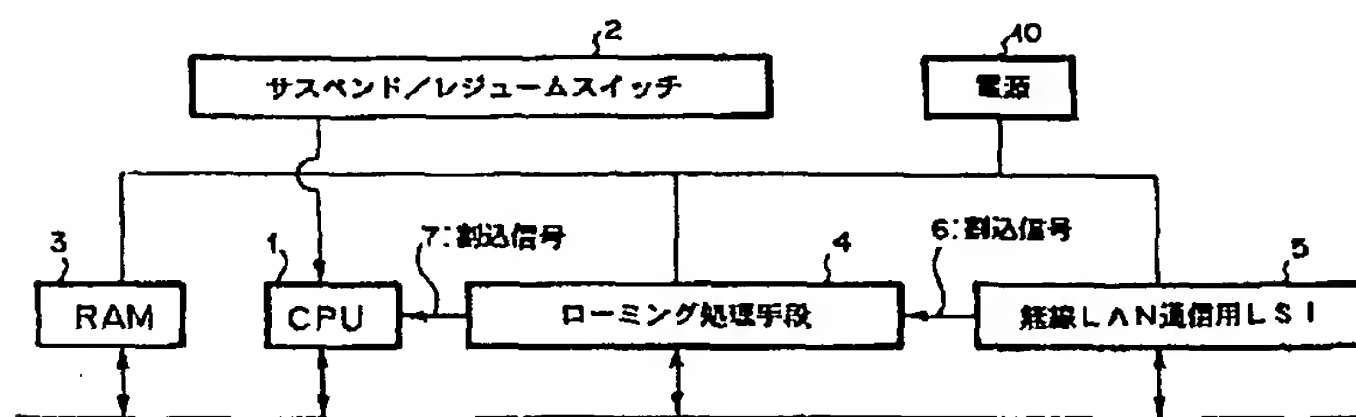 2
10
サスペンド／レジュームスイッチ
電源
3
1
7:割込信号
4
6:割込信号
5
RAM
CPU
ローミング処理手段
無線LAN通信用LSI